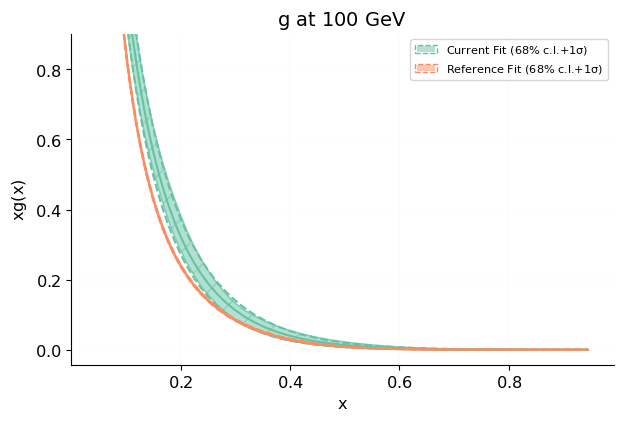 g at 100 GeV
Current Fit (68% c.l.+1σ)
Reference Fit (68% c.l.+1σ)
xg(x)
0.8
0.6
0.4
0.2
0.0
0.2
0.4
0.6
0.8
x